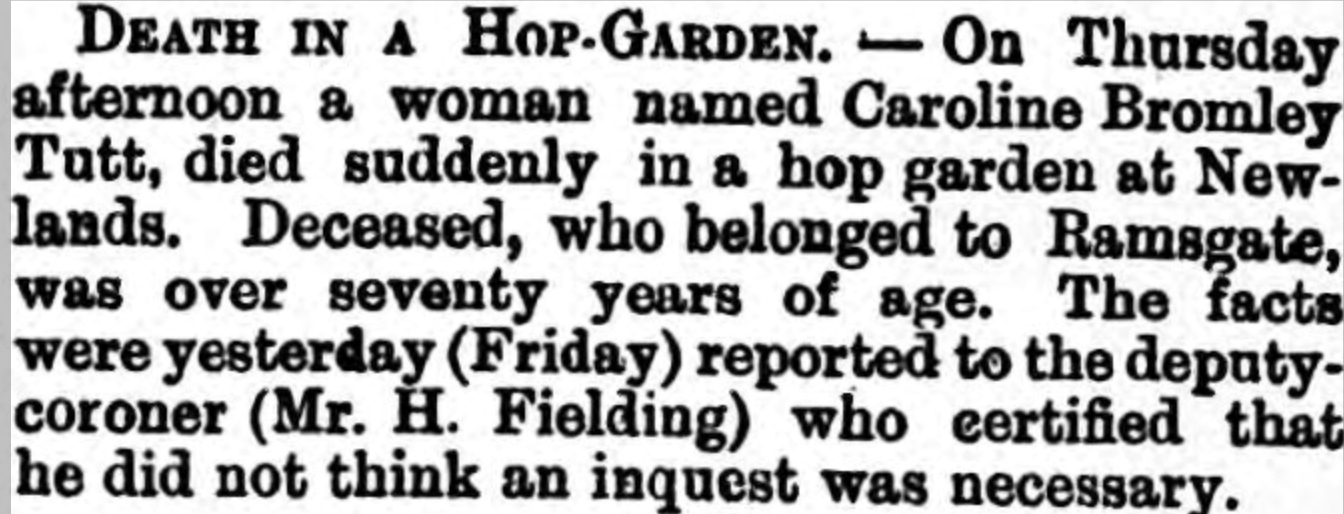 DEATH IN A HOP-GARDEN. — On Thursday
afternoon a woman named Caroline Bromley
Tutt, died suddenly in a hop garden at New-
lands. Deceased, who belonged to Ramsgate,
was over seventy years of age. The facts
were yesterday (Friday) reported to the deputy-
coroner (Mr. H. Fielding) who certified that
he did not think an inquest was necessary.